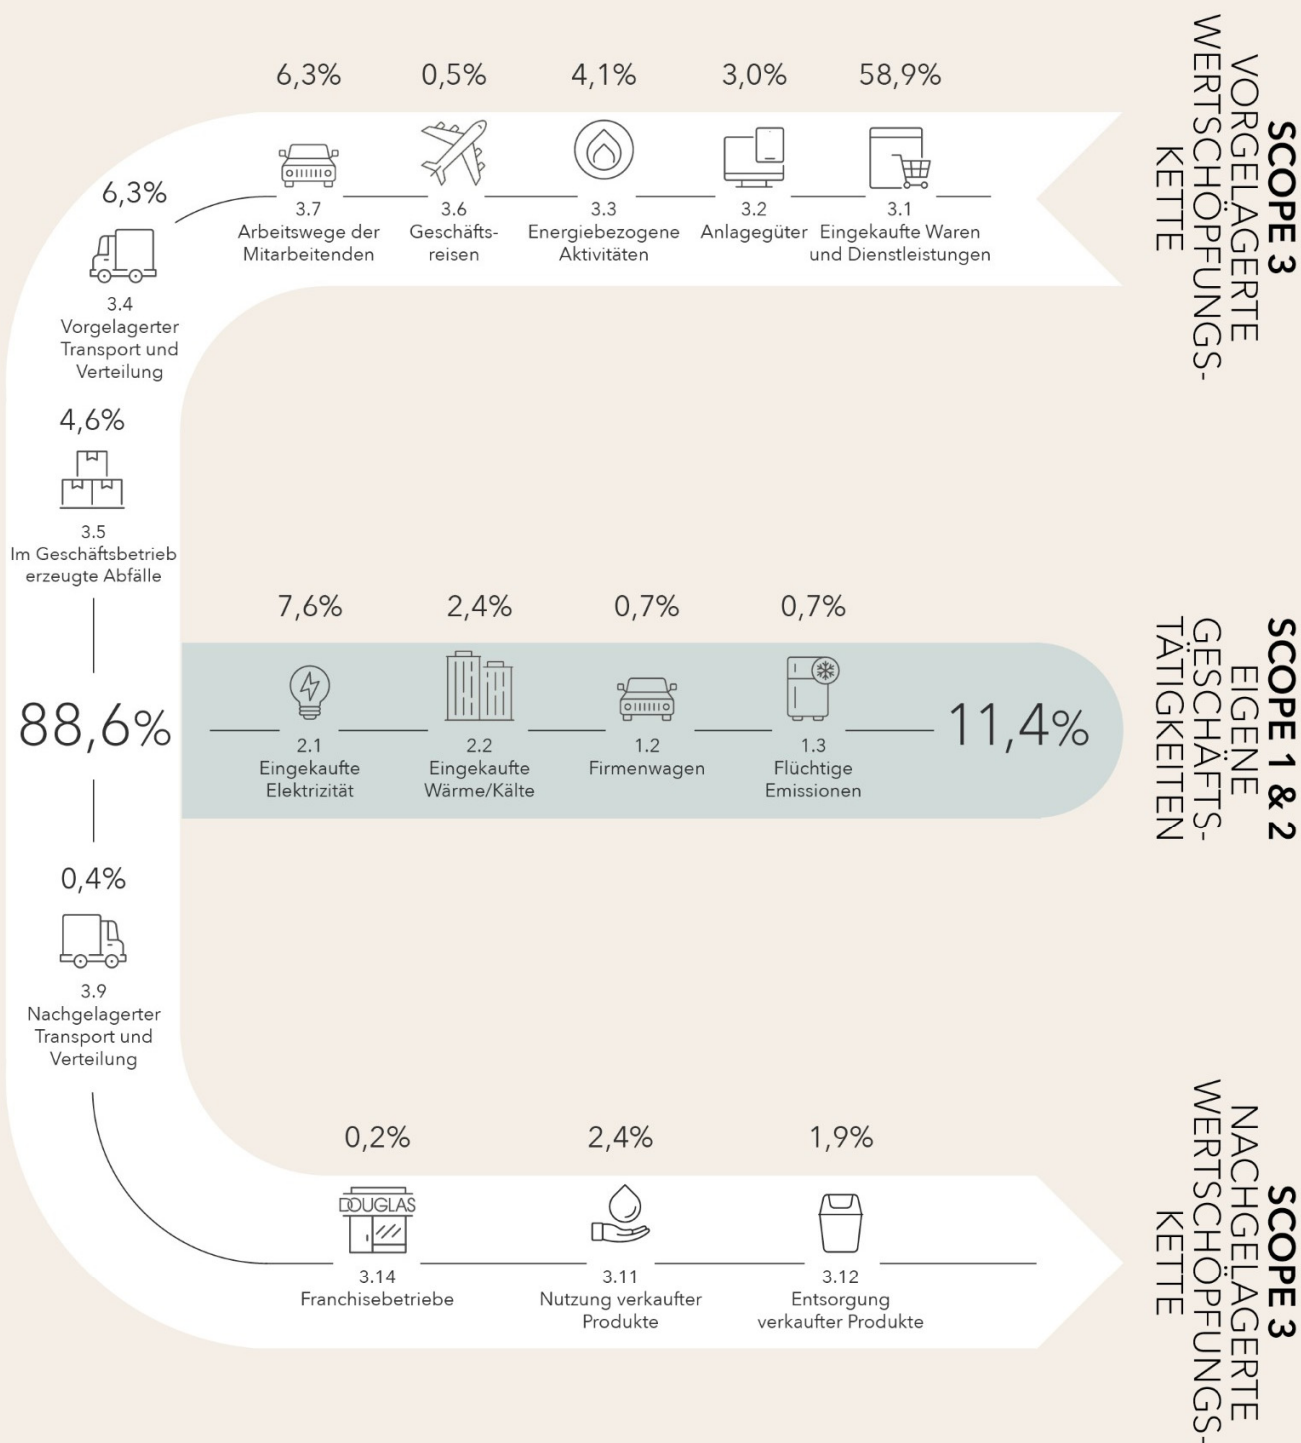 SCOPE 3
VORGELAGERTE
WERTSCHÖPFUNGS-
KETTE
58,9%
3.1
Eingekaufte Waren
und Dienstleistungen
3,0%
3.2
Anlagegüter
4,1%
3.3
Energiebezogene
Aktivitäten
0,5%
3.6
Geschäfts-
reisen
6,3%
3.7
Arbeitswege der
Mitarbeitenden
6,3%
3.4
Vorgelagerter
Transport und
Verteilung
4,6%
3.5
Im Geschäftsbetrieb
erzeugte Abfälle
88,6%
SCOPE 1 & 2
EIGENE
GESCHÄFTS-
TÄTIGKEITEN
7,6%
2.1
Eingekaufte
Elektrizität
2,4%
2.2
Eingekaufte
Wärme/Kälte
0,7%
1.2
Firmenwagen
0,7%
1.3
Flüchtige
Emissionen
11,4%
0,4%
3.9
Nachgelagerter
Transport und
Verteilung
SCOPE 3
NACHGELAGERTE
WERTSCHÖPFUNGS-
KETTE
0,2%
DOUGLAS
3.14
Franchisebetriebe
2,4%
3.11
Nutzung verkaufter
Produkte
1,9%
3.12
Entsorgung
verkaufter Produkte